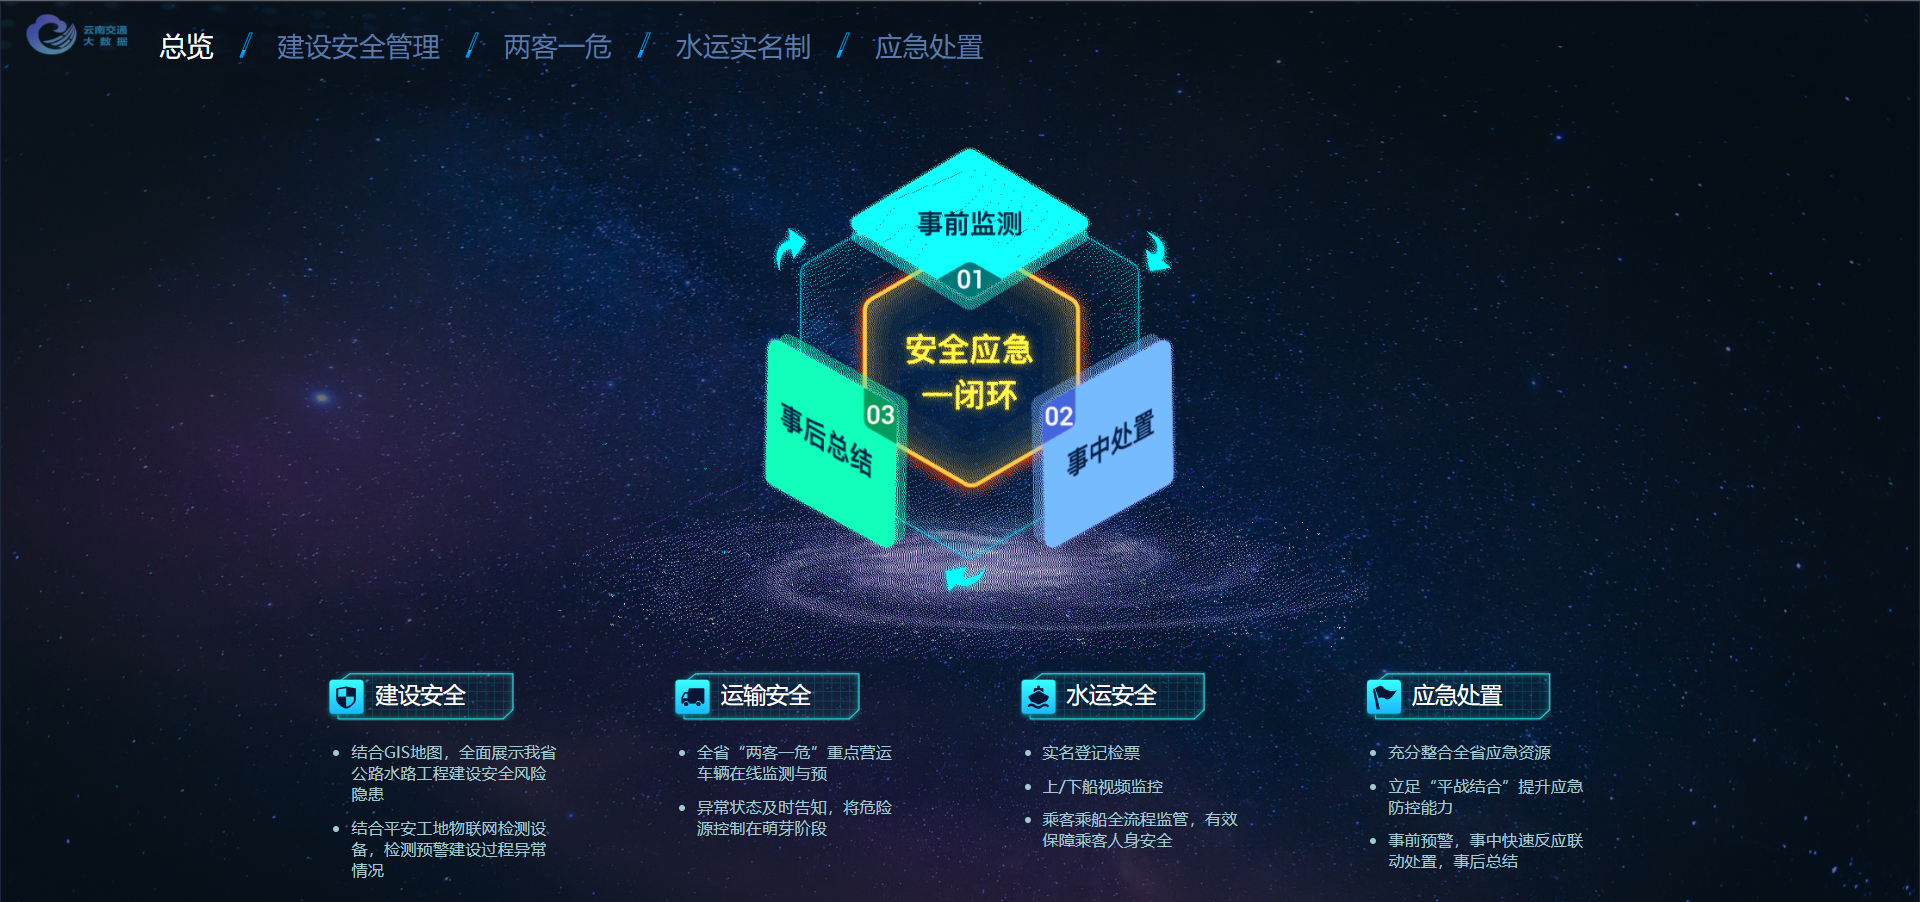 云南交通
大数据
总览 / 建设安全管理 / 两客一危 / 水运实名制 / 应急处置
事前监测
01
安全应急
一闭环
03
02
事后总结
事中处置
建设安全
结合GIS地图，全面展示我省
公路水路工程建设安全风险
隐患
结合平安工地物联网检测设
备，检测预警建设过程异常
情况
运输安全
全省“两客一危”重点营运
车辆在线监测与预
异常状态及时告知，将危险
源控制在萌芽阶段
水运安全
实名登记检票
上/下船视频监控
乘客乘船全流程监管，有效
保障乘客人身安全
应急处置
充分整合全省应急资源
立足“平战结合”提升应急
防控能力
事前预警，事中快速反应联
动处置，事后总结